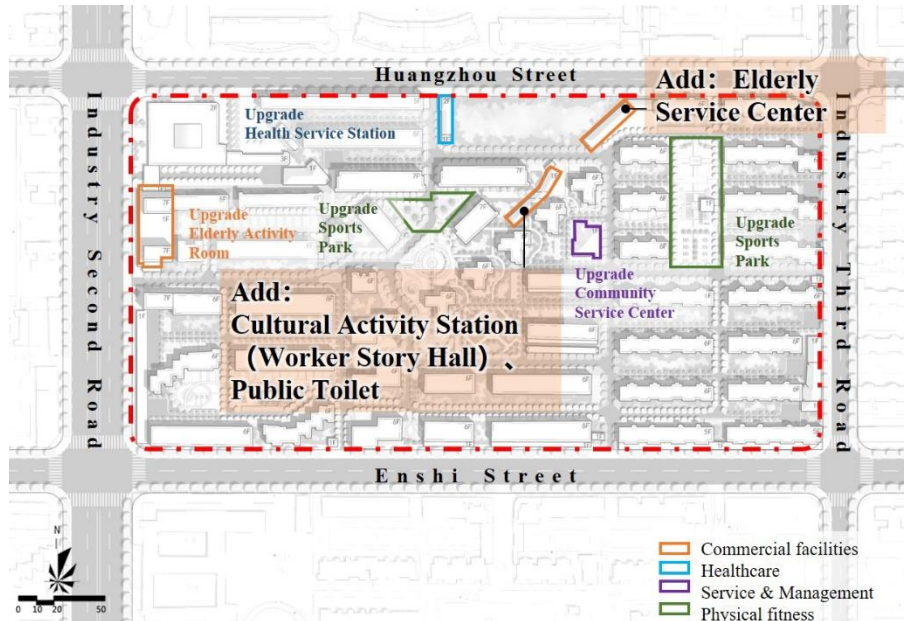 Huangzhou Street
Add：Elderly
Service Center
Upgrade
Health Service Station
Industry Second Road
Industry Third Road
Upgrade
Elderly Activity
Room
Upgrade
Sports
Park
Upgrade
Sports
Park
Upgrade
Community
Service Center
Add：
Cultural Activity Station
（Worker Story Hall）、
Public Toilet
Enshi Street
N
0 10 20 50
Commercial facilities
Healthcare
Service & Management
Physical fitness